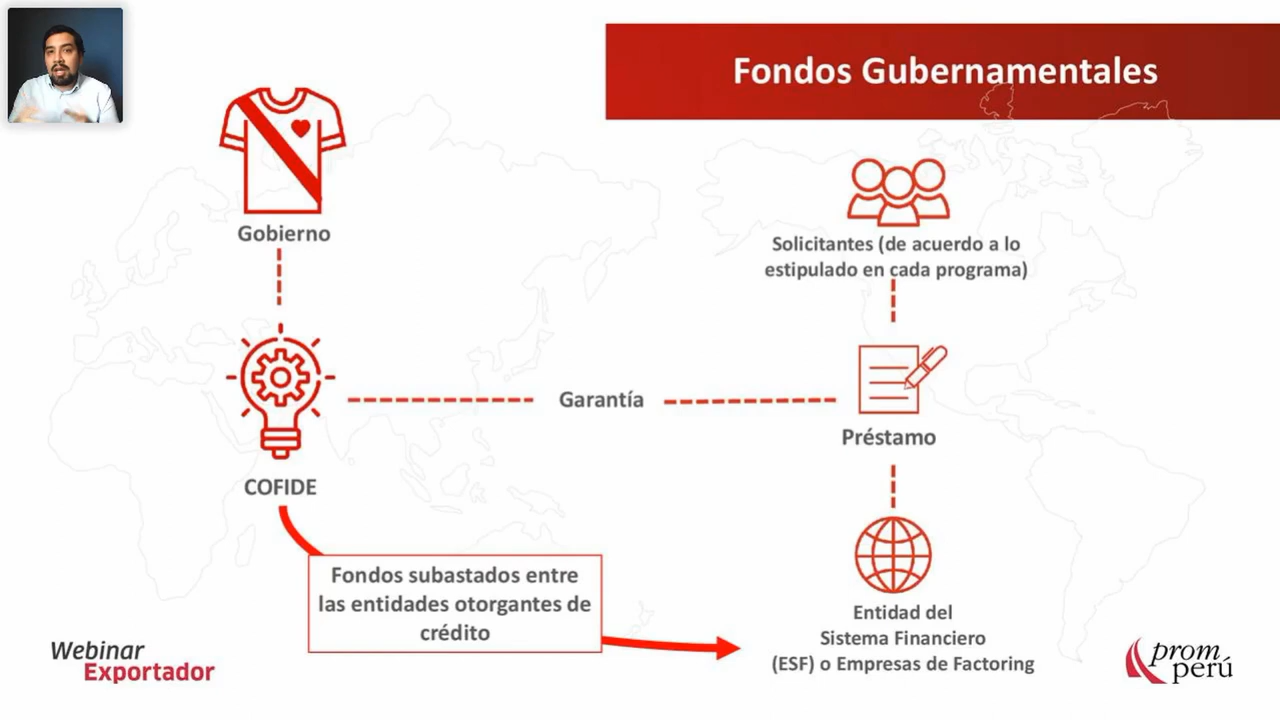 Fondos Gubernamentales
Gobierno
Solicitantes (de acuerdo a lo
estipulado en cada programa)
Garantía
Préstamo
COFIDE
Fondos subastados entre
las entidades otorgantes de
crédito
Entidad del
Sistema Financiero
(ESF) o Empresas de Factoring
Webinar
Exportador
prom
perú